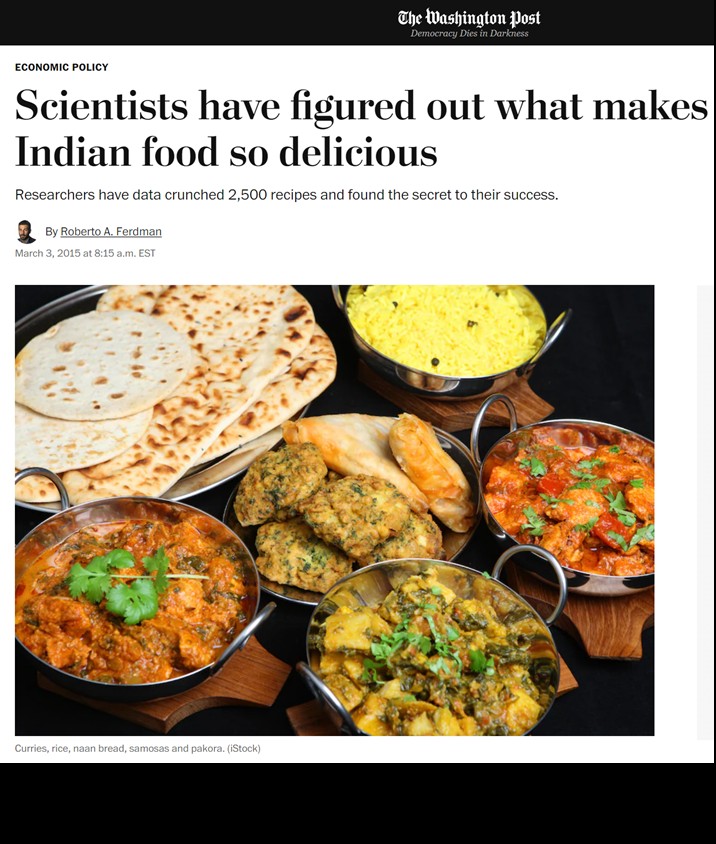 The Washington Post
Democracy Dies in Darkness
ECONOMIC POLICY
Scientists have figured out what makes
Indian food so delicious
Researchers have data crunched 2,500 recipes and found the secret to their success.
By Roberto A. Ferdman
March 3, 2015 at 8:15 a.m. EST
Curries, rice, naan bread, samosas and pakora. (iStock)